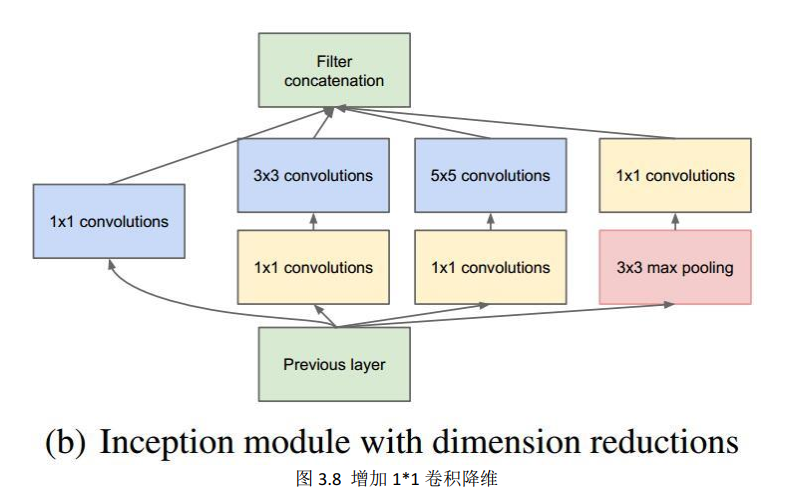 Filter
concatenation
3x3 convolutions
5x5 convolutions
1x1 convolutions
1x1 convolutions
1x1 convolutions
1x1 convolutions
3x3 max pooling
Previous layer
(b) Inception module with dimension reductions
图 3.8 增加 1*1 卷积降维